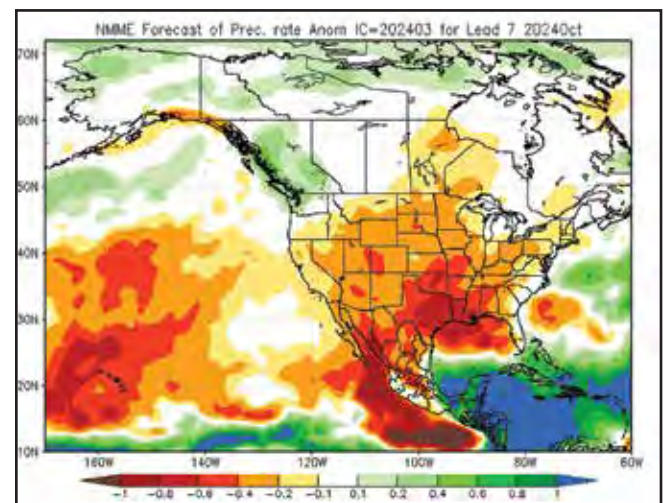 NMME Forecast of Prec. rate Anom IC=202403 for Lead 7 2024Oct
70N
60N
50N
40N
30N
20N
10N
160W 140W 120W 100W 80W 60W
-1 -0.8 -0.6 -0.4 -0.2 -0.1 0.1 0.2 0.4 0.6 0.8 1